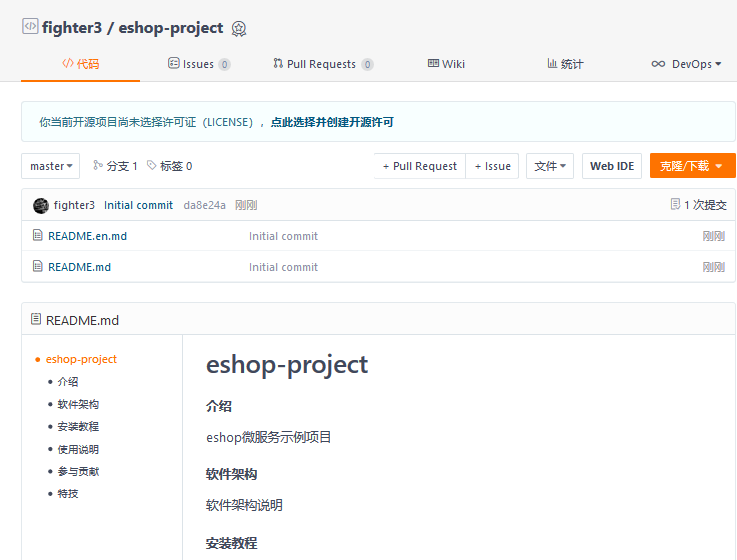 fighter3 / eshop-project
代码 Issues 0 Pull Requests 0 Wiki 统计 DevOps
你当前开源项目尚未选择许可证（LICENSE），点此选择并创建开源许可
master 分支 1 标签 0 + Pull Request + Issue 文件 Web IDE 克隆/下载
fighter3 Initial commit da8e24a 刚刚 1 次提交
README.en.md Initial commit 刚刚
README.md Initial commit 刚刚
README.md
eshop-project
介绍
软件架构
安装教程
使用说明
参与贡献
特技
eshop-project
介绍
eshop微服务示例项目
软件架构
软件架构说明
安装教程